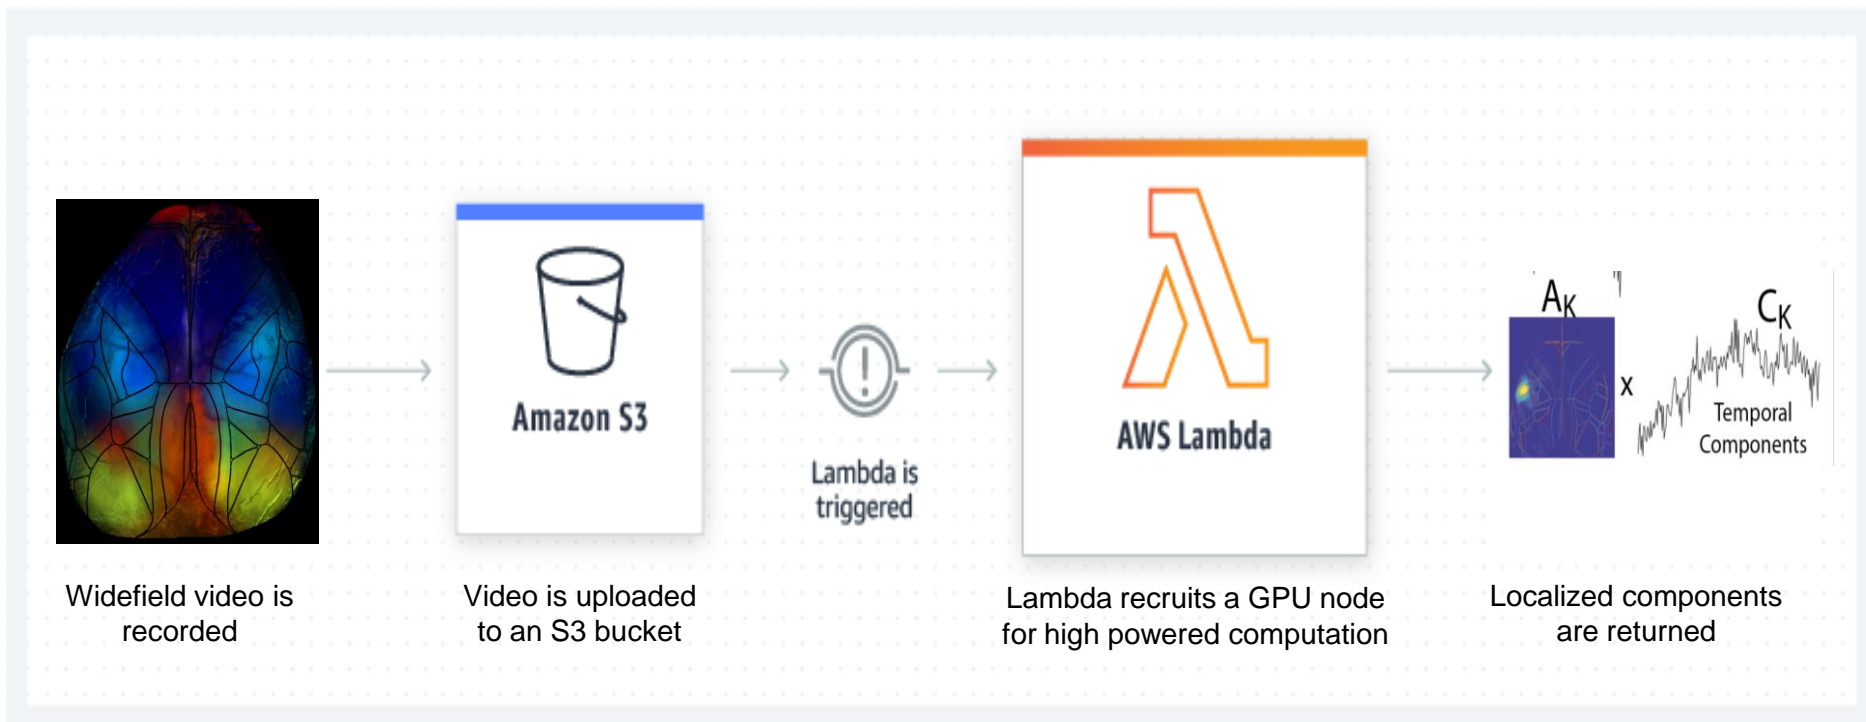 Amazon S3
Lambda is
triggered
AWS Lambda
AK
CK
x
Temporal
Components
Widefield video is
recorded
Video is uploaded
to an S3 bucket
Lambda recruits a GPU node
for high powered computation
Localized components
are returned